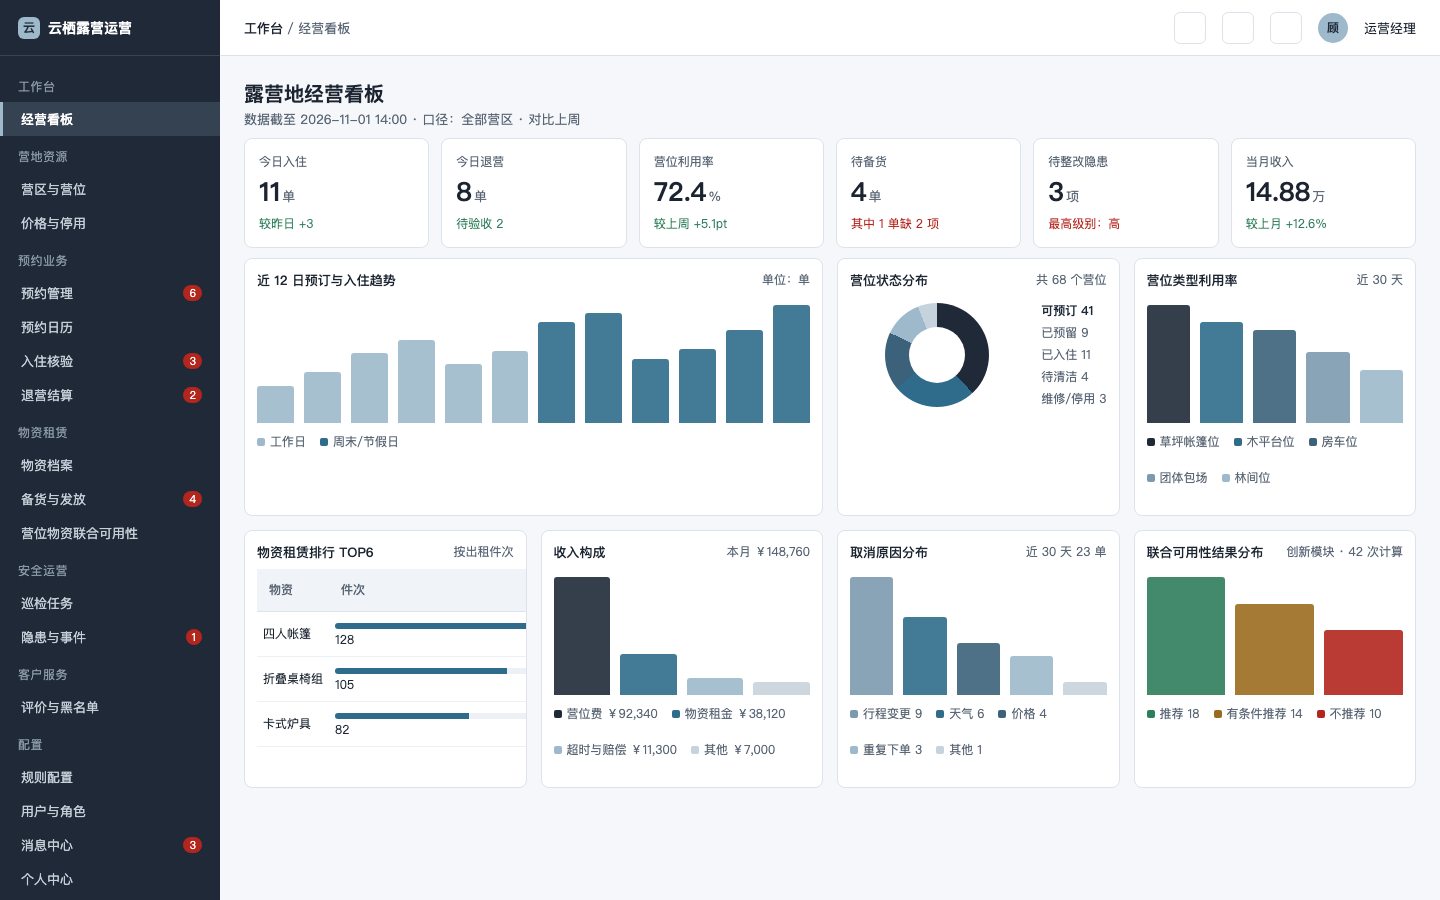 云 云栖露营运营
工作台
经营看板
营地资源
营区与营位
价格与停用
预约业务
预约管理 6
预约日历
入住核验 3
退营结算 2
物资租赁
物资档案
备货与发放 4
营位物资联合可用性
安全运营
巡检任务
隐患与事件 1
客户服务
评价与黑名单
配置
规则配置
用户与角色
消息中心 3
个人中心
工作台 / 经营看板
顾 运营经理
露营地经营看板
数据截至 2026-11-01 14:00 · 口径：全部营区 · 对比上周
今日入住
11单
较昨日 +3
今日退营
8单
待验收 2
营位利用率
72.4%
较上周 +5.1pt
待备货
4单
其中 1 单缺 2 项
待整改隐患
3项
最高级别：高
当月收入
14.88万
较上月 +12.6%
近 12 日预订与入住趋势 单位：单
工作日 周末/节假日
营位状态分布 共 68 个营位
可预订 41
已预留 9
已入住 11
待清洁 4
维修/停用 3
营位类型利用率 近 30 天
草坪帐篷位 木平台位 房车位
团体包场 林间位
物资租赁排行 TOP6 按出租件次
物资 件次
四人帐篷 128
折叠桌椅组 105
卡式炉具 82
收入构成 本月 ¥148,760
营位费 ¥92,340 物资租金 ¥38,120
超时与赔偿 ¥11,300 其他 ¥7,000
取消原因分布 近 30 天 23 单
行程变更 9 天气 6 价格 4
重复下单 3 其他 1
联合可用性结果分布 创新模块 · 42 次计算
推荐 18 有条件推荐 14 不推荐 10